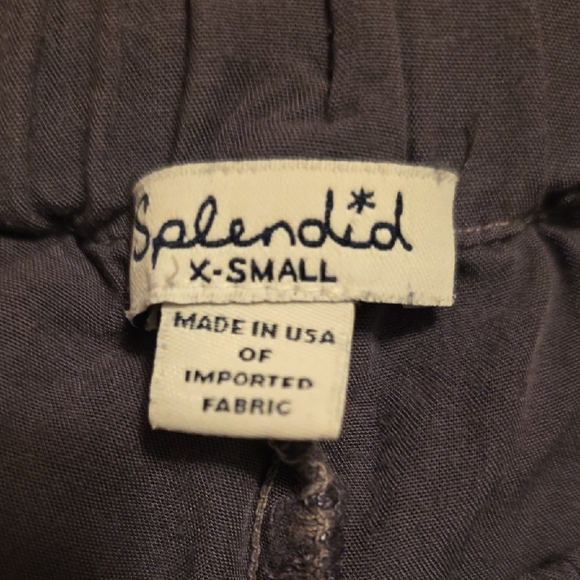 Splendid
X-SMALL
MADE IN USA
OF
IMPORTED
FABRIC